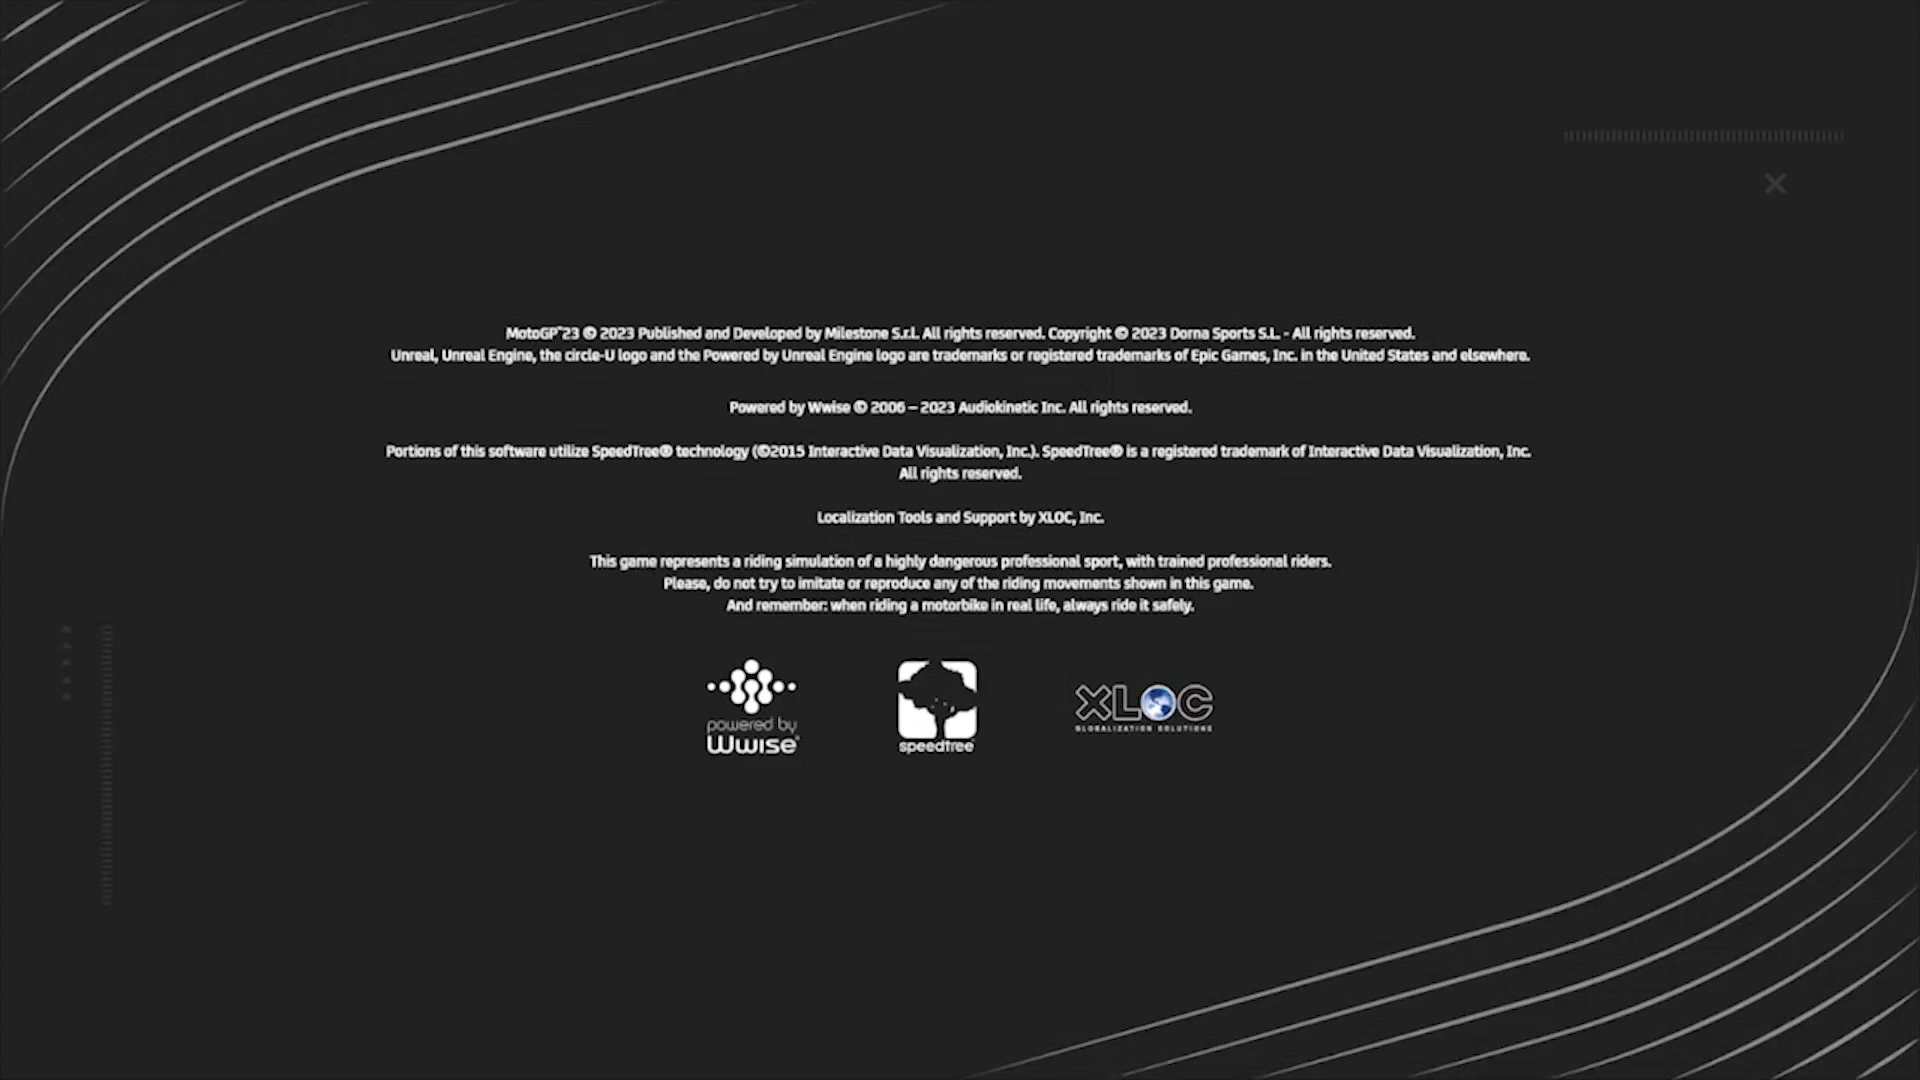 MotoGP™23 © 2023 Published and Developed by Milestone S.r.l. All rights reserved. Copyright © 2023 Dorna Sports S.L. - All rights reserved.
Unreal, Unreal Engine, the circle-U logo and the Powered by Unreal Engine logo are trademarks or registered trademarks of Epic Games, Inc. in the United States and elsewhere.
Powered by Wwise © 2006 – 2023 Audiokinetic Inc. All rights reserved.
Portions of this software utilize SpeedTree® technology (©2015 Interactive Data Visualization, Inc.). SpeedTree® is a registered trademark of Interactive Data Visualization, Inc.
All rights reserved.
Localization Tools and Support by XLOC, Inc.
This game represents a riding simulation of a highly dangerous professional sport, with trained professional riders.
Please, do not try to imitate or reproduce any of the riding movements shown in this game.
And remember: when riding a motorbike in real life, always ride it safely.
powered by
Wwise®
speedtree
XLOC
GLOBALIZATION SOLUTIONS